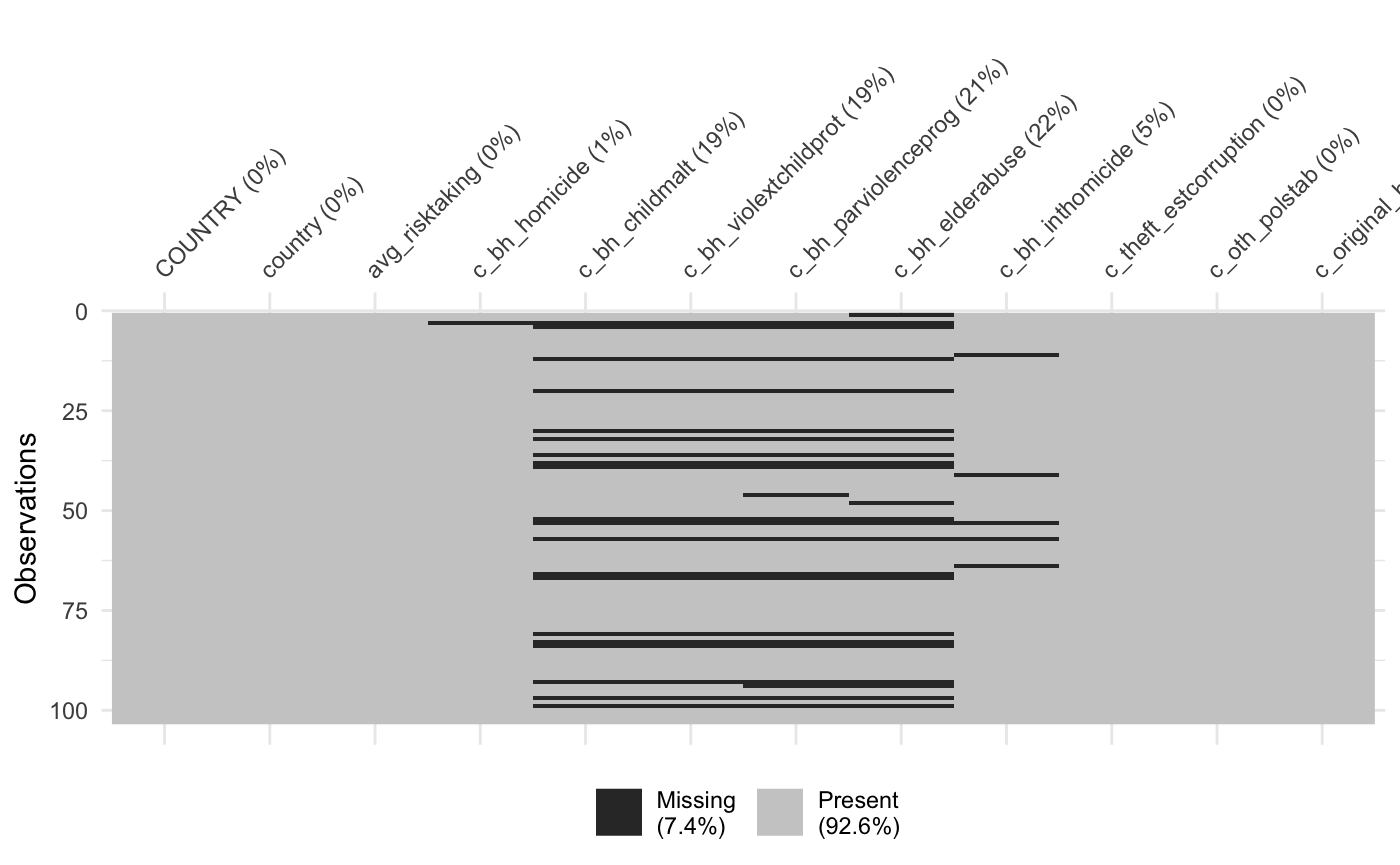 COUNTRY (0%)
country (0%)
avg_risktaking (0%)
c_bh_homicide (1%)
c_bh_childmalt (19%)
c_bh_violextchildprot (19%)
c_bh_parviolenceprog (21%)
c_bh_elderabuse (22%)
c_bh_inthomicide (5%)
c_theft_estcorruption (0%)
c_oth_polstab (0%)
c_original_
0
25
50
75
100
Observations
Missing
(7.4%)
Present
(92.6%)